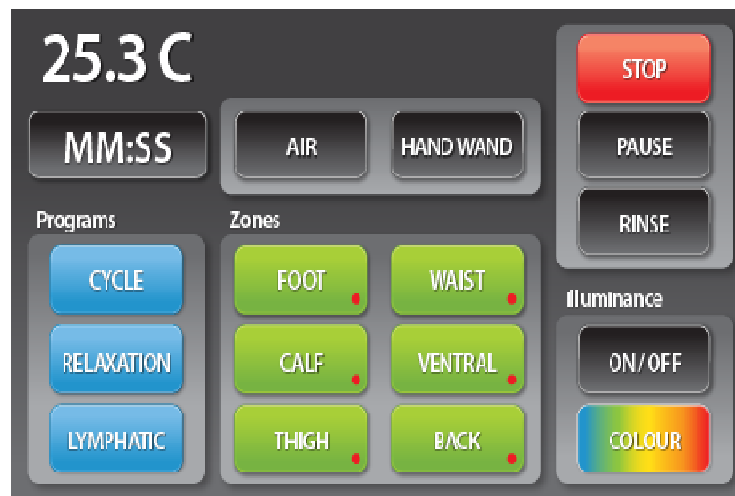 25.3 C
STOP
MM:SS
AIR
HAND WAND
PAUSE
RINSE
Programs
Zones
CYCLE
FOOT
WAIST
Illuminance
RELAXATION
CALF
VENTRAL
ON/OFF
LYMPHATIC
THIGH
BACK
COLOUR